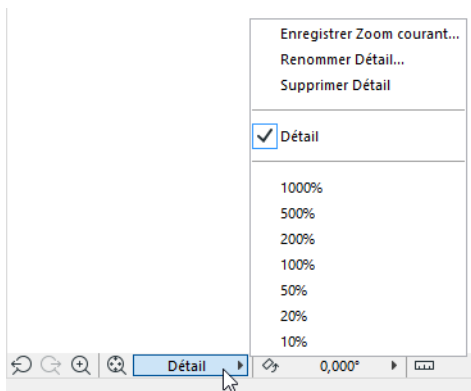 Enregistrer Zoom courant...
Renommer Détail...
Supprimer Détail
Détail
1000%
500%
200%
100%
50%
20%
10%
Détail 0,000°